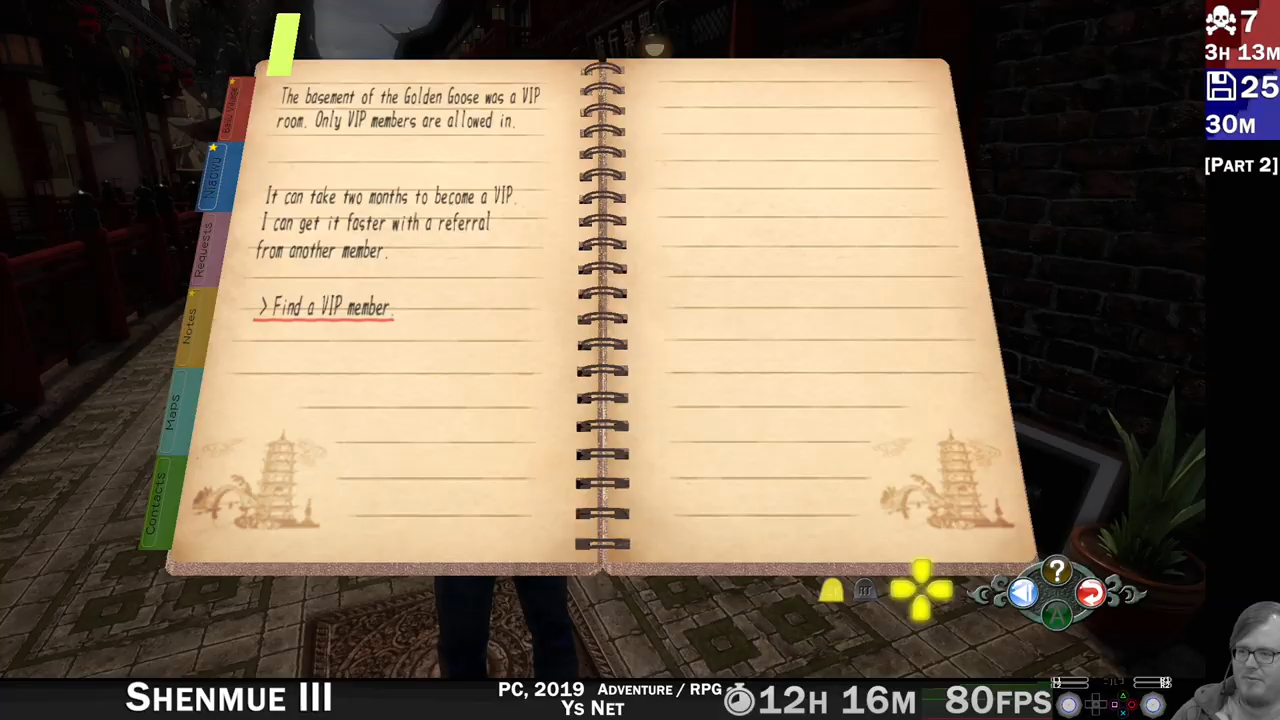 The basement of the Golden Goose was a VIP
room. Only VIP members are allowed in.
It can take two months to become a VIP.
I can get it faster with a referral
from another member.
> Find a VIP member.
Bailu Village
Niaowu
Requests
Notes
Maps
Contacts
7
3H 13M
25
30M
[PART 2]
?
A
SHENMUE III
PC, 2019 ADVENTURE / RPG
YS NET
12H 16M
80FPS